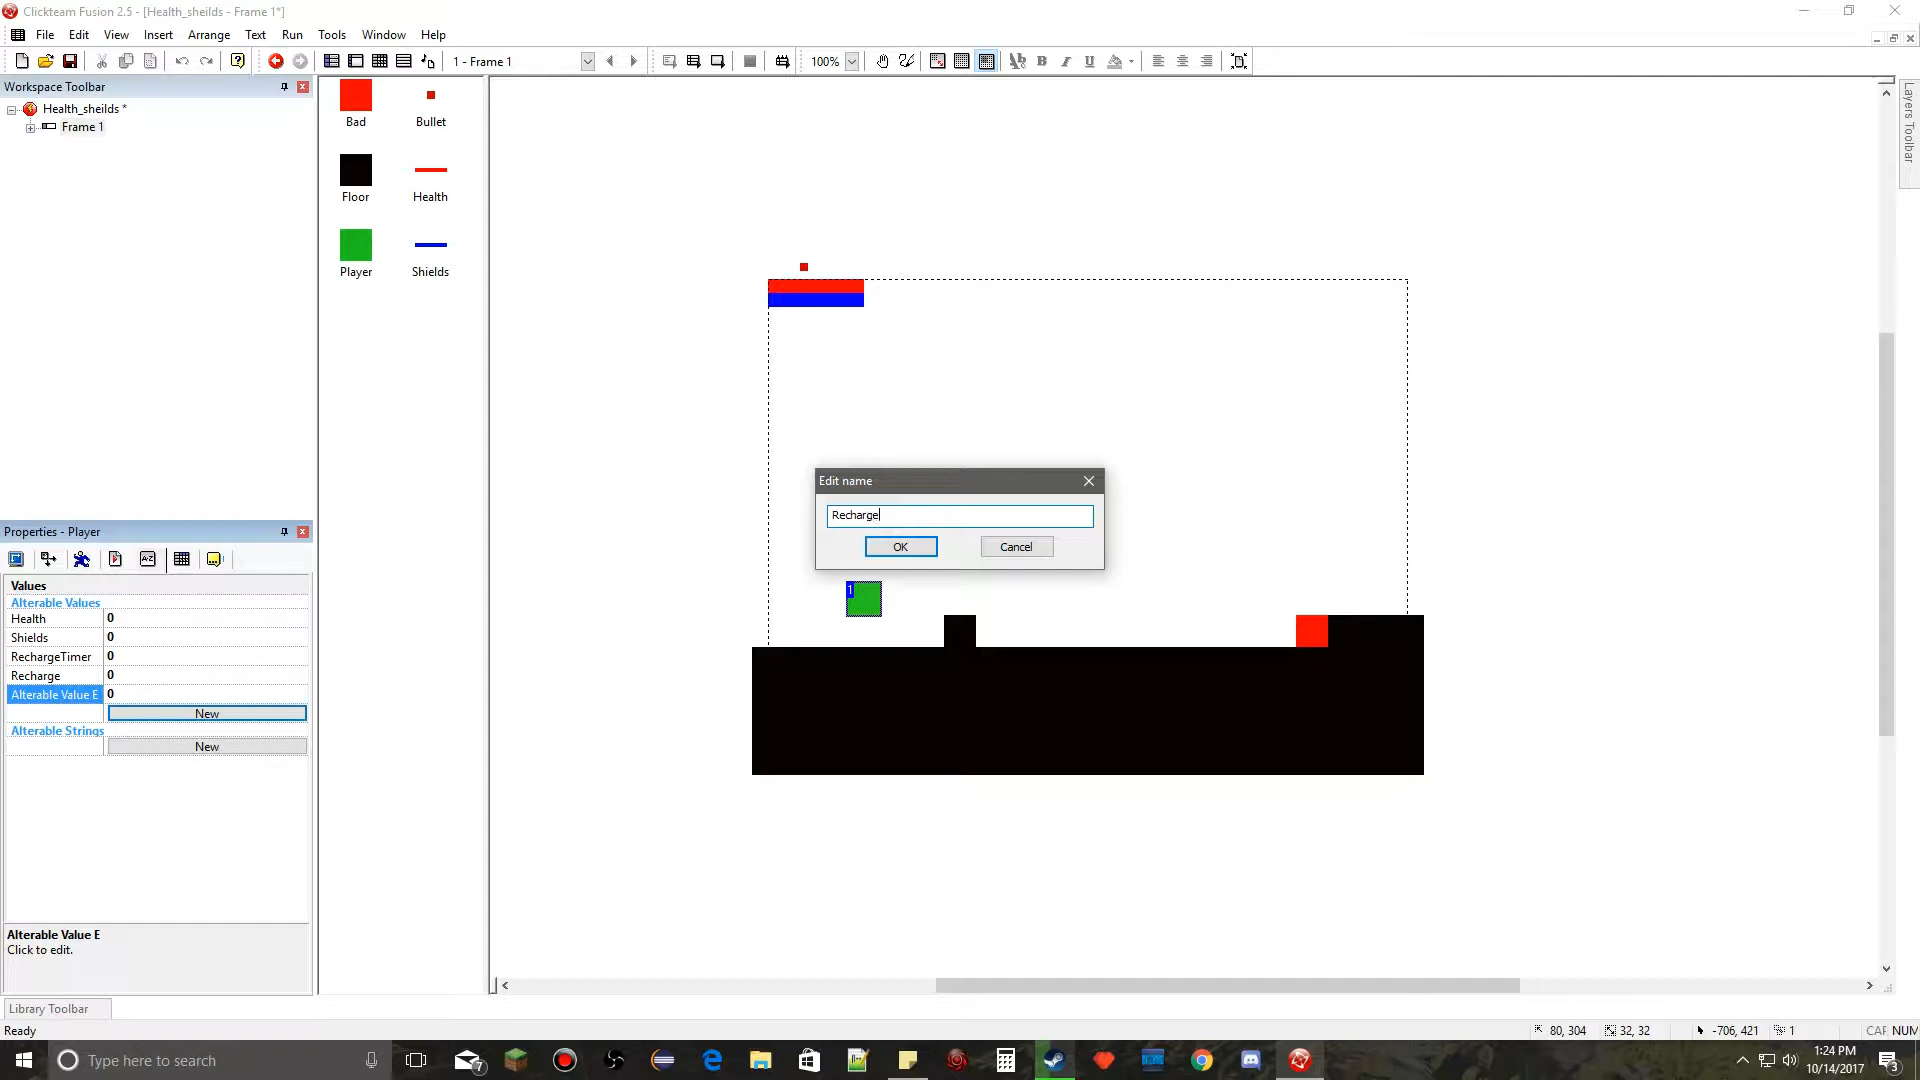 Clickteam Fusion 2.5 - [Health_sheilds - Frame 1*]
File Edit View Insert Arrange Text Run Tools Window Help
1 - Frame 1
100%
B I U
Workspace Toolbar
Health_sheilds *
Frame 1
Bad Bullet
Floor Health
Player Shields
Layers Toolbar
Edit name
Recharge
OK Cancel
1
Properties - Player
Values
Alterable Values
Health 0
Shields 0
RechargeTimer 0
Recharge 0
Alterable Value E 0
New
Alterable Strings
New
Alterable Value E
Click to edit.
Library Toolbar
Ready
80, 304 32, 32 -706, 421 1 CAP NUM
Type here to search
7
1:24 PM
10/14/2017
3